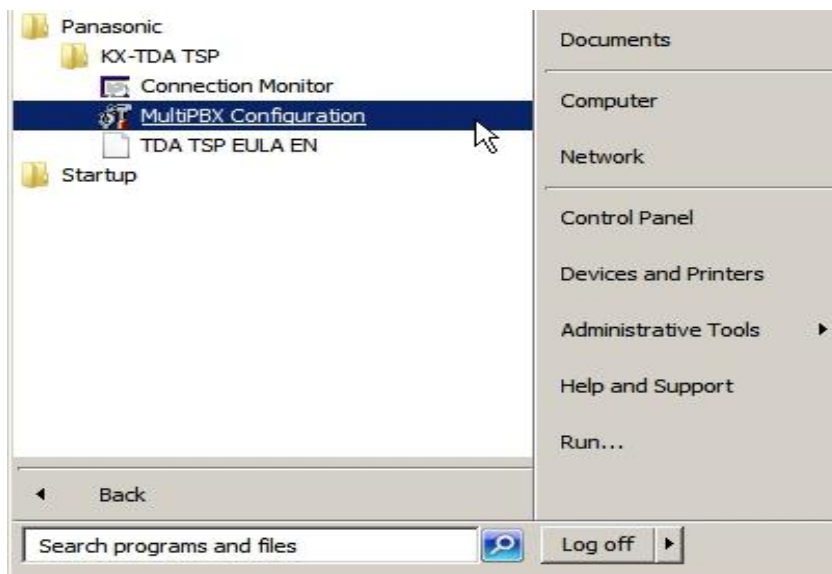 Panasonic
KX-TDA TSP
Connection Monitor
MultiPBX Configuration
TDA TSP EULA EN
Startup
Back
Search programs and files
Documents
Computer
Network
Control Panel
Devices and Printers
Administrative Tools
Help and Support
Run...
Log off